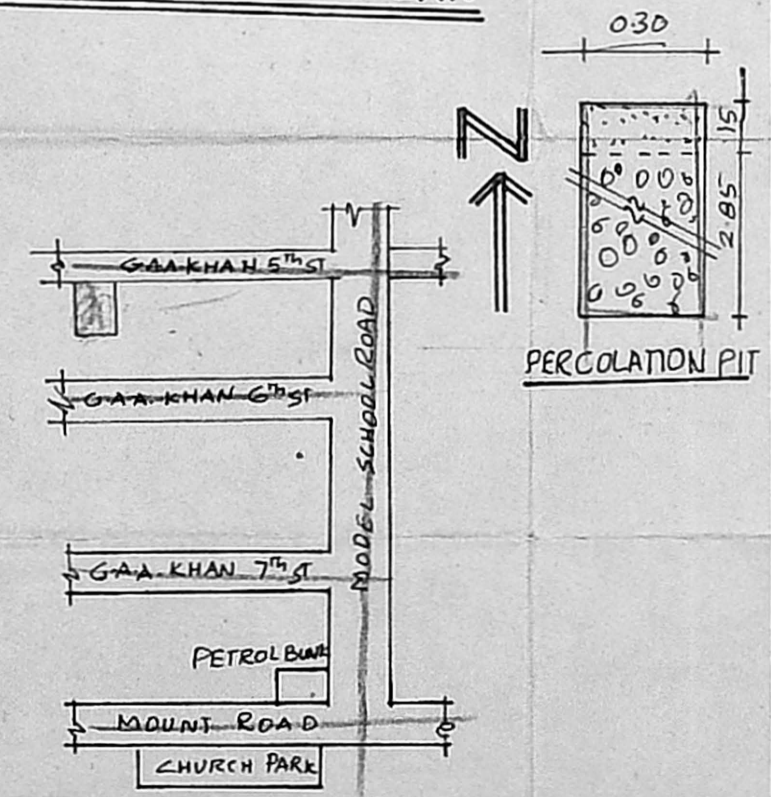 0.30
N
15
2.85
PERCOLATION PIT
GAA.KHAN 5TH ST
G.A.A. KHAN 6TH ST
MODEL SCHOOL ROAD
G.A.A. KHAN 7TH ST
PETROL BUNK
MOUNT ROAD
CHURCH PARK